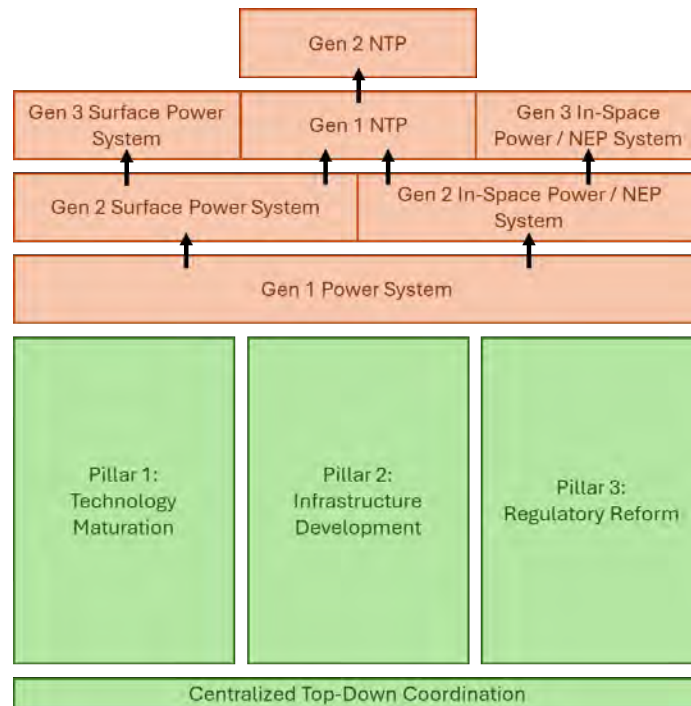 Gen 2 NTP
Gen 3 Surface Power
System
Gen 1 NTP
Gen 3 In-Space
Power / NEP System
Gen 2 Surface Power System
Gen 2 In-Space Power / NEP
System
Gen 1 Power System
Pillar 1:
Technology
Maturation
Pillar 2:
Infrastructure
Development
Pillar 3:
Regulatory Reform
Centralized Top-Down Coordination